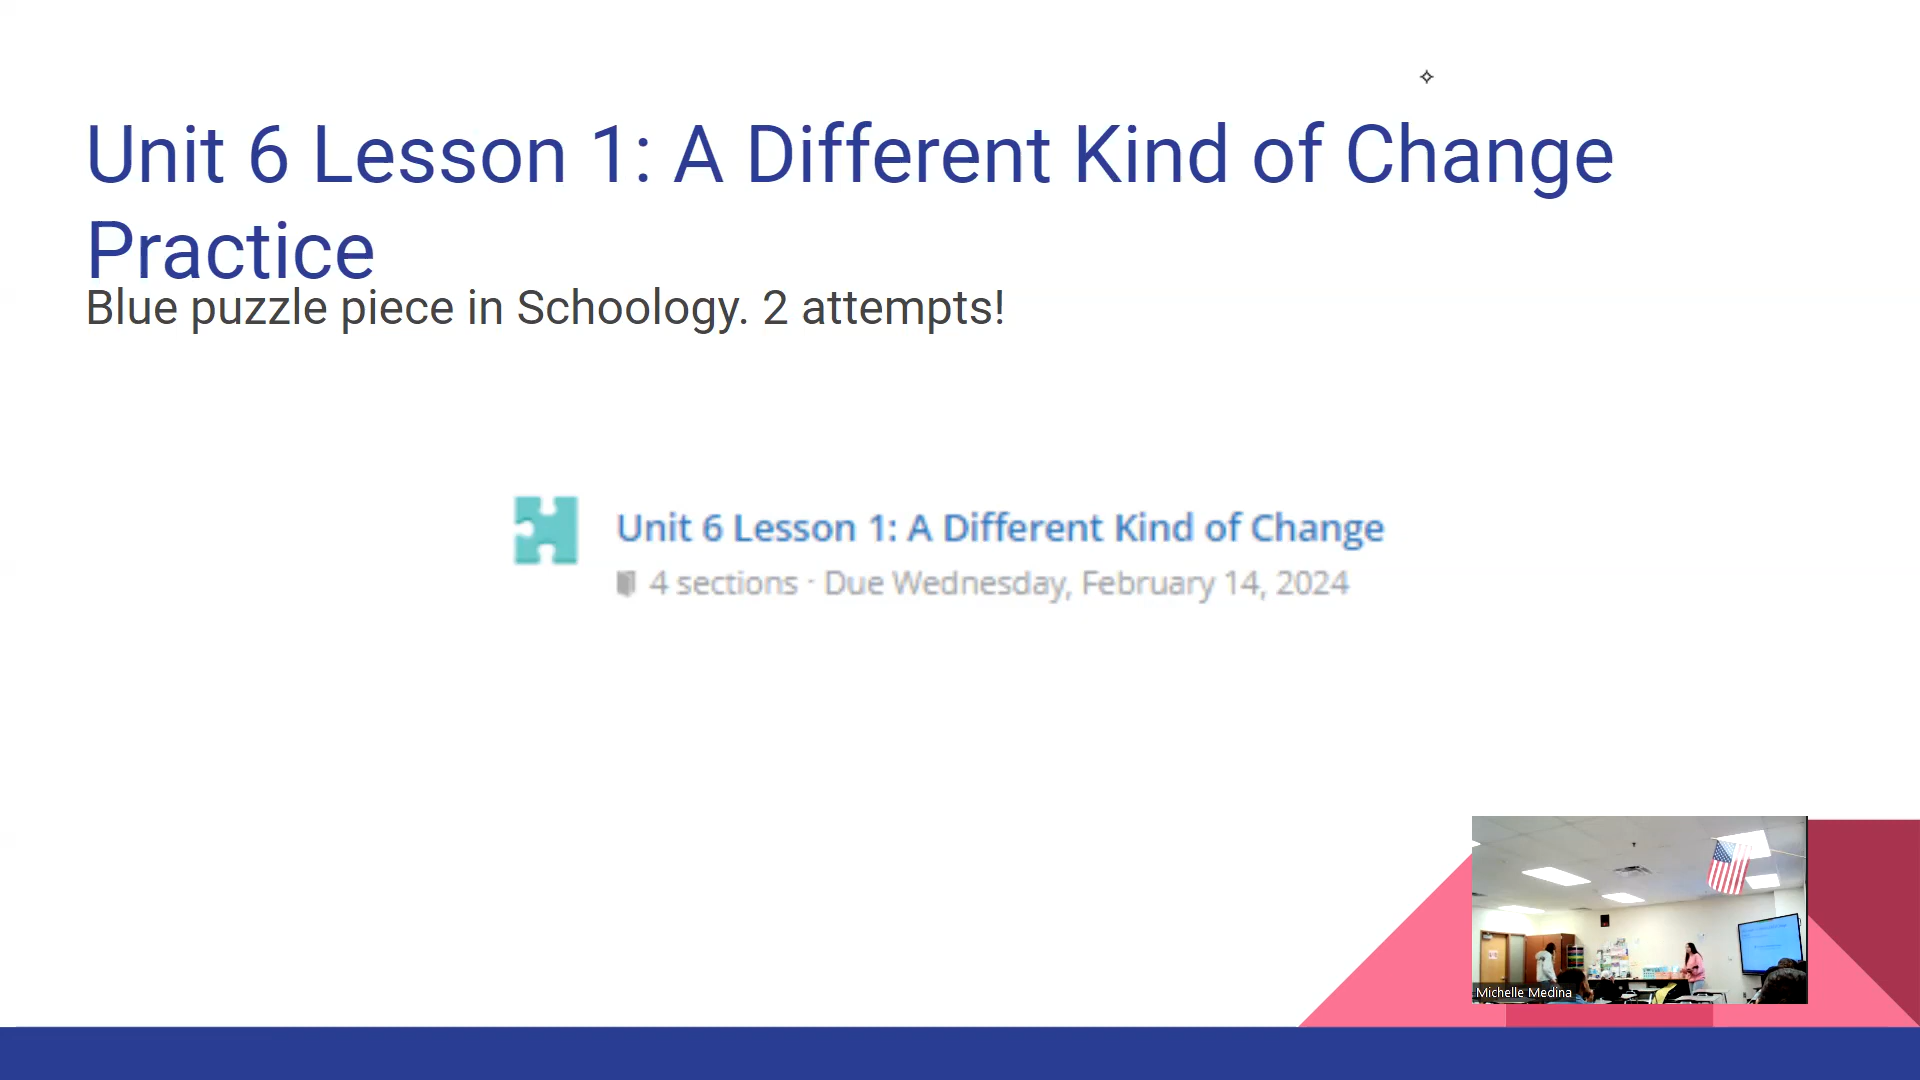 Unit 6 Lesson 1: A Different Kind of Change
Practice
Blue puzzle piece in Schoology. 2 attempts!
Unit 6 Lesson 1: A Different Kind of Change
4 sections · Due Wednesday, February 14, 2024
Michelle Medina